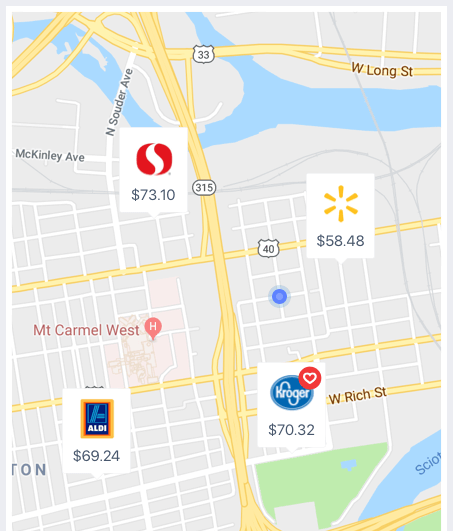 33
W Long St
N Souder Ave
McKinley Ave
$73.10
315
$58.48
40
Mt Carmel West
H
Kroger
W Rich St
$70.32
ALDI
$69.24
TON
Sciot